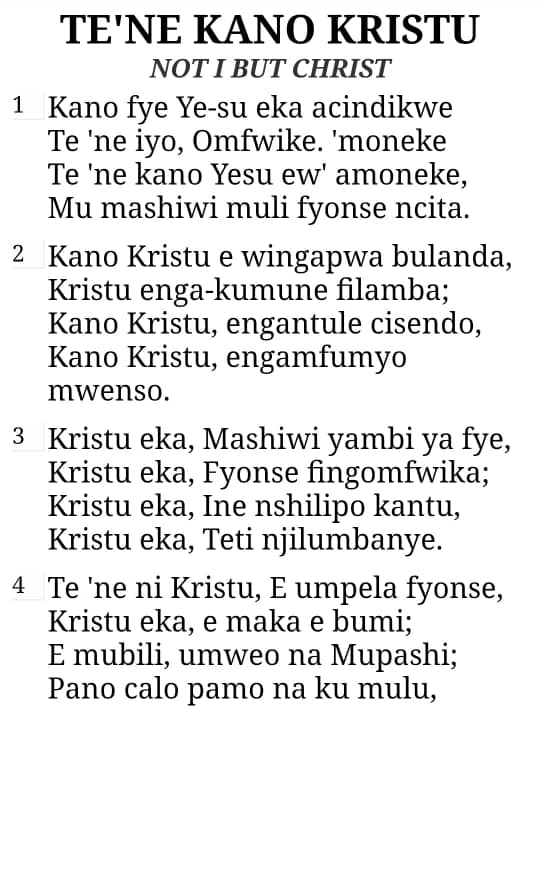 TE'NE KANO KRISTU
NOT I BUT CHRIST
1 Kano fye Ye-su eka acindikwe
Te 'ne iyo, Omfwike. 'moneke
Te 'ne kano Yesu ew' amoneke,
Mu mashiwi muli fyonse ncita.
2 Kano Kristu e wingapwa bulanda,
Kristu enga-kumune filamba;
Kano Kristu, engantule cisendo,
Kano Kristu, engamfumyo
mwenso.
3 Kristu eka, Mashiwi yambi ya fye,
Kristu eka, Fyonse fingomfwika;
Kristu eka, Ine nshilipo kantu,
Kristu eka, Teti njilumbanye.
4 Te 'ne ni Kristu, E umpela fyonse,
Kristu eka, e maka e bumi;
E mubili, umweo na Mupashi;
Pano calo pamo na ku mulu,